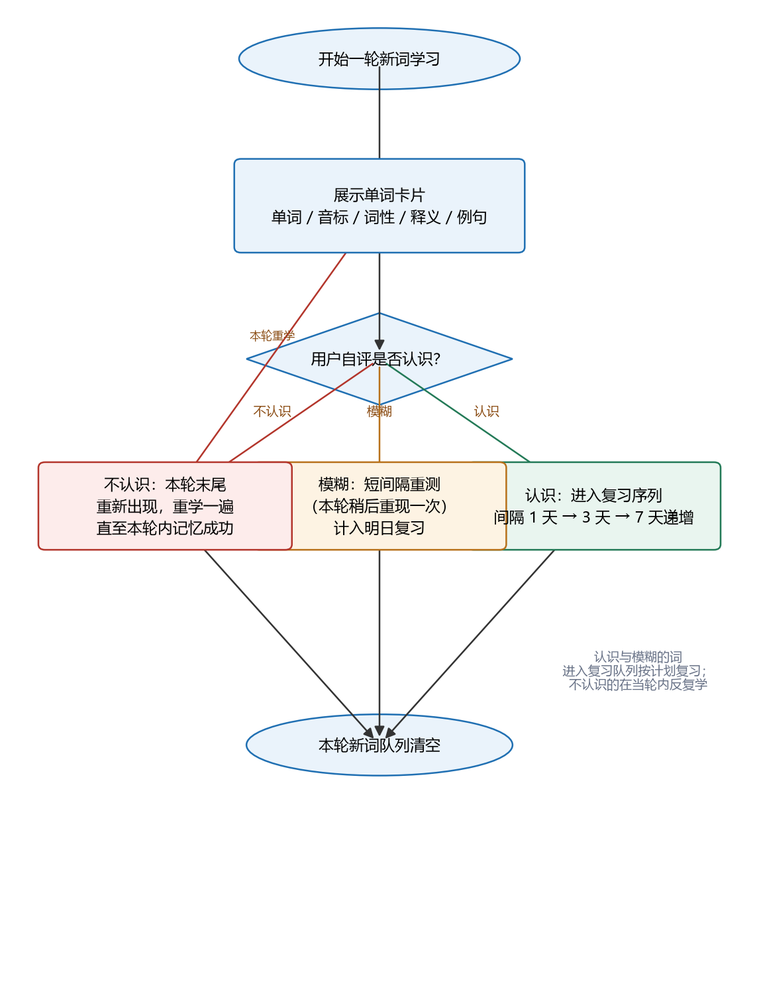 开始一轮新词学习
展示单词卡片
单词 / 音标 / 词性 / 释义 / 例句
本轮重学
用户自评是否认识？
不认识
模糊
认识
不认识：本轮末尾
重新出现，重学一遍
直至本轮内记忆成功
模糊：短间隔重测
（本轮稍后重现一次）
计入明日复习
认识：进入复习序列
间隔 1 天 → 3 天 → 7 天递增
认识与模糊的词
进入复习队列按计划复习；
不认识的在当轮内反复学
本轮新词队列清空